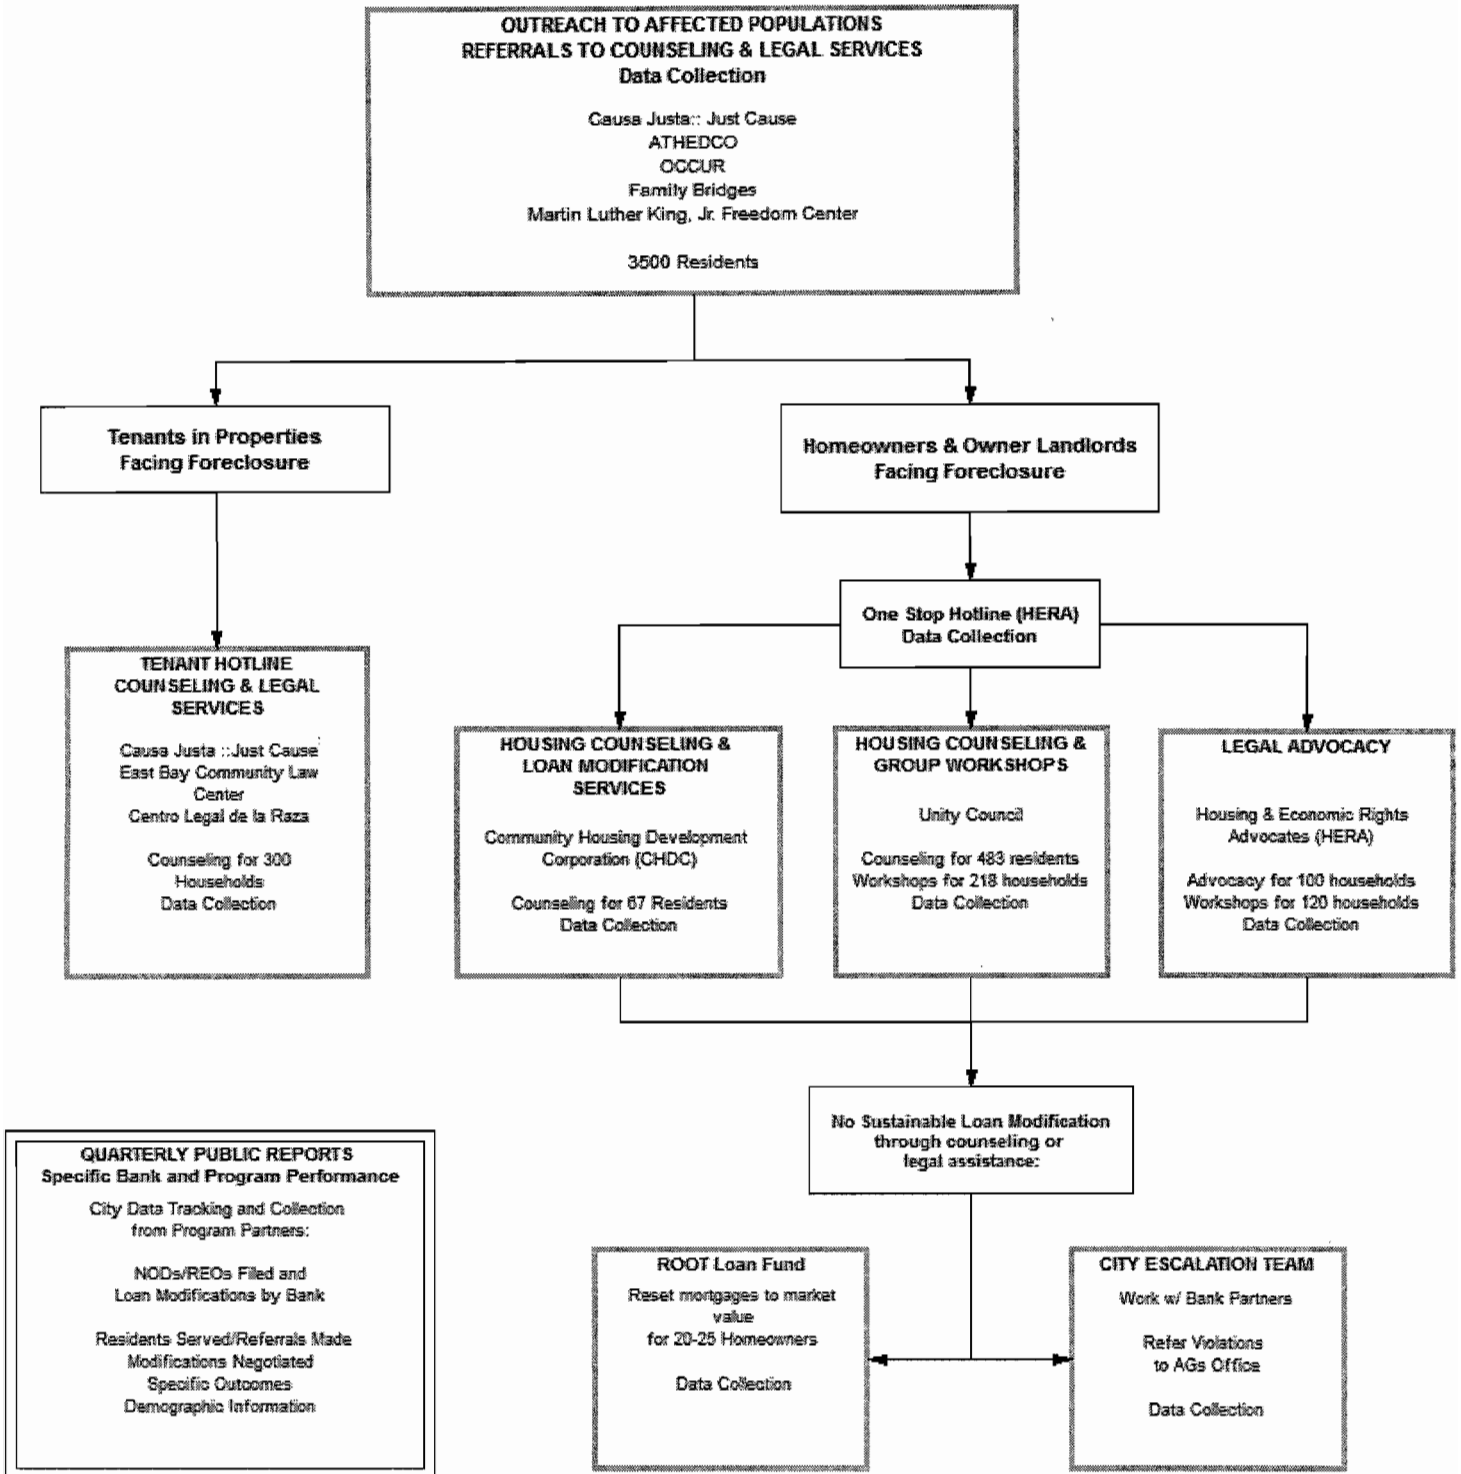 OUTREACH TO AFFECTED POPULATIONS
REFERRALS TO COUNSELING & LEGAL SERVICES
Data Collection
Causa Justa:: Just Cause
ATHEDCO
OCCUR
Family Bridges
Martin Luther King, Jr. Freedom Center
3500 Residents
Tenants in Properties
Facing Foreclosure
Homeowners & Owner Landlords
Facing Foreclosure
One Stop Hotline (HERA)
Data Collection
TENANT HOTLINE
COUNSELING & LEGAL
SERVICES
Causa Justa ::Just Cause
East Bay Community Law
Center
Centro Legal de la Raza
Counseling for 300
Households
Data Collection
HOUSING COUNSELING &
LOAN MODIFICATION
SERVICES
Community Housing Development
Corporation (CHDC)
Counseling for 67 Residents
Data Collection
HOUSING COUNSELING &
GROUP WORKSHOPS
Unity Council
Counseling for 483 residents
Workshops for 218 households
Data Collection
LEGAL ADVOCACY
Housing & Economic Rights
Advocates (HERA)
Advocacy for 100 households
Workshops for 120 households
Data Collection
No Sustainable Loan Modification
through counseling or
legal assistance:
QUARTERLY PUBLIC REPORTS
Specific Bank and Program Performance
City Data Tracking and Collection
from Program Partners:
NODs/REOs Filed and
Loan Modifications by Bank
Residents Served/Referrals Made
Modifications Negotiated
Specific Outcomes
Demographic Information
ROOT Loan Fund
Reset mortgages to market
value
for 20-25 Homeowners
Data Collection
CITY ESCALATION TEAM
Work w/ Bank Partners
Refer Violations
to AGs Office
Data Collection